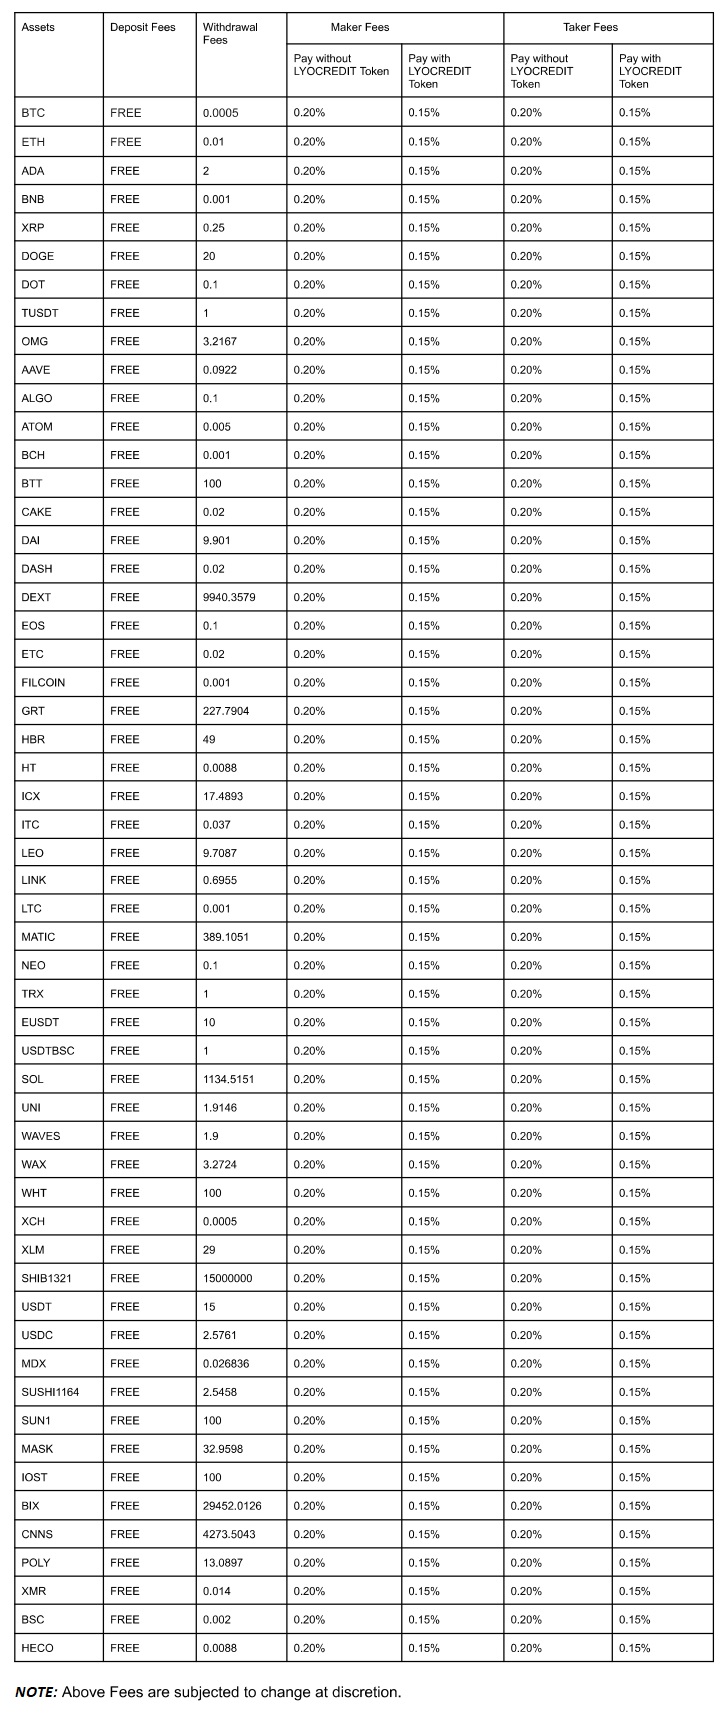 Assets Deposit Fees Withdrawal Fees Maker Fees Taker Fees
Pay without LYOCREDIT Token Pay with LYOCREDIT Token Pay without LYOCREDIT Token Pay with LYOCREDIT Token
BTC FREE 0.0005 0.20% 0.15% 0.20% 0.15%
ETH FREE 0.01 0.20% 0.15% 0.20% 0.15%
ADA FREE 2 0.20% 0.15% 0.20% 0.15%
BNB FREE 0.001 0.20% 0.15% 0.20% 0.15%
XRP FREE 0.25 0.20% 0.15% 0.20% 0.15%
DOGE FREE 20 0.20% 0.15% 0.20% 0.15%
DOT FREE 0.1 0.20% 0.15% 0.20% 0.15%
TUSDT FREE 1 0.20% 0.15% 0.20% 0.15%
OMG FREE 3.2167 0.20% 0.15% 0.20% 0.15%
AAVE FREE 0.0922 0.20% 0.15% 0.20% 0.15%
ALGO FREE 0.1 0.20% 0.15% 0.20% 0.15%
ATOM FREE 0.005 0.20% 0.15% 0.20% 0.15%
BCH FREE 0.001 0.20% 0.15% 0.20% 0.15%
BTT FREE 100 0.20% 0.15% 0.20% 0.15%
CAKE FREE 0.02 0.20% 0.15% 0.20% 0.15%
DAI FREE 9.901 0.20% 0.15% 0.20% 0.15%
DASH FREE 0.02 0.20% 0.15% 0.20% 0.15%
DEXT FREE 9940.3579 0.20% 0.15% 0.20% 0.15%
EOS FREE 0.1 0.20% 0.15% 0.20% 0.15%
ETC FREE 0.02 0.20% 0.15% 0.20% 0.15%
FILCOIN FREE 0.001 0.20% 0.15% 0.20% 0.15%
GRT FREE 227.7904 0.20% 0.15% 0.20% 0.15%
HBR FREE 49 0.20% 0.15% 0.20% 0.15%
HT FREE 0.0088 0.20% 0.15% 0.20% 0.15%
ICX FREE 17.4893 0.20% 0.15% 0.20% 0.15%
ITC FREE 0.037 0.20% 0.15% 0.20% 0.15%
LEO FREE 9.7087 0.20% 0.15% 0.20% 0.15%
LINK FREE 0.6955 0.20% 0.15% 0.20% 0.15%
LTC FREE 0.001 0.20% 0.15% 0.20% 0.15%
MATIC FREE 389.1051 0.20% 0.15% 0.20% 0.15%
NEO FREE 0.1 0.20% 0.15% 0.20% 0.15%
TRX FREE 1 0.20% 0.15% 0.20% 0.15%
EUSDT FREE 10 0.20% 0.15% 0.20% 0.15%
USDTBSC FREE 1 0.20% 0.15% 0.20% 0.15%
SOL FREE 1134.5151 0.20% 0.15% 0.20% 0.15%
UNI FREE 1.9146 0.20% 0.15% 0.20% 0.15%
WAVES FREE 1.9 0.20% 0.15% 0.20% 0.15%
WAX FREE 3.2724 0.20% 0.15% 0.20% 0.15%
WHT FREE 100 0.20% 0.15% 0.20% 0.15%
XCH FREE 0.0005 0.20% 0.15% 0.20% 0.15%
XLM FREE 29 0.20% 0.15% 0.20% 0.15%
SHIB1321 FREE 15000000 0.20% 0.15% 0.20% 0.15%
USDT FREE 15 0.20% 0.15% 0.20% 0.15%
USDC FREE 2.5761 0.20% 0.15% 0.20% 0.15%
MDX FREE 0.026836 0.20% 0.15% 0.20% 0.15%
SUSHI1164 FREE 2.5458 0.20% 0.15% 0.20% 0.15%
SUN1 FREE 100 0.20% 0.15% 0.20% 0.15%
MASK FREE 32.9598 0.20% 0.15% 0.20% 0.15%
IOST FREE 100 0.20% 0.15% 0.20% 0.15%
BIX FREE 29452.0126 0.20% 0.15% 0.20% 0.15%
CNNS FREE 4273.5043 0.20% 0.15% 0.20% 0.15%
POLY FREE 13.0897 0.20% 0.15% 0.20% 0.15%
XMR FREE 0.014 0.20% 0.15% 0.20% 0.15%
BSC FREE 0.002 0.20% 0.15% 0.20% 0.15%
HECO FREE 0.0088 0.20% 0.15% 0.20% 0.15%
NOTE: Above Fees are subjected to change at discretion.